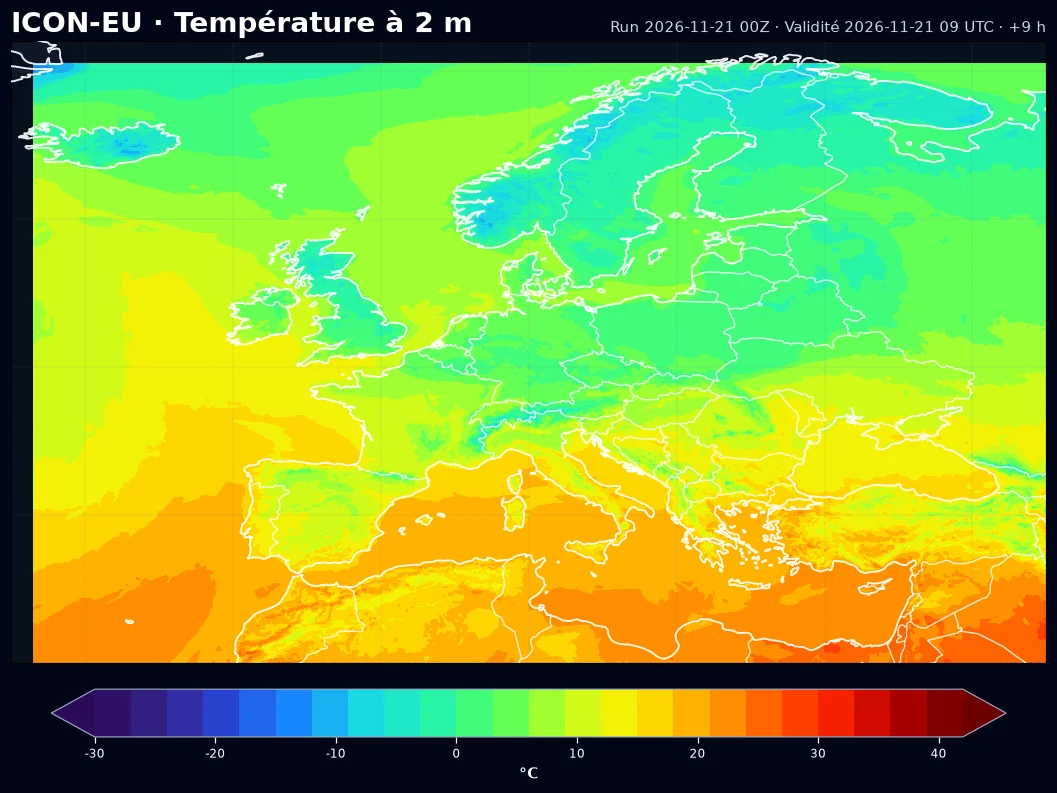 ICON-EU · Température à 2 m
Run 2026-11-21 00Z · Validité 2026-11-21 09 UTC · +9 h
-30 -20 -10 0 10 20 30 40
°C